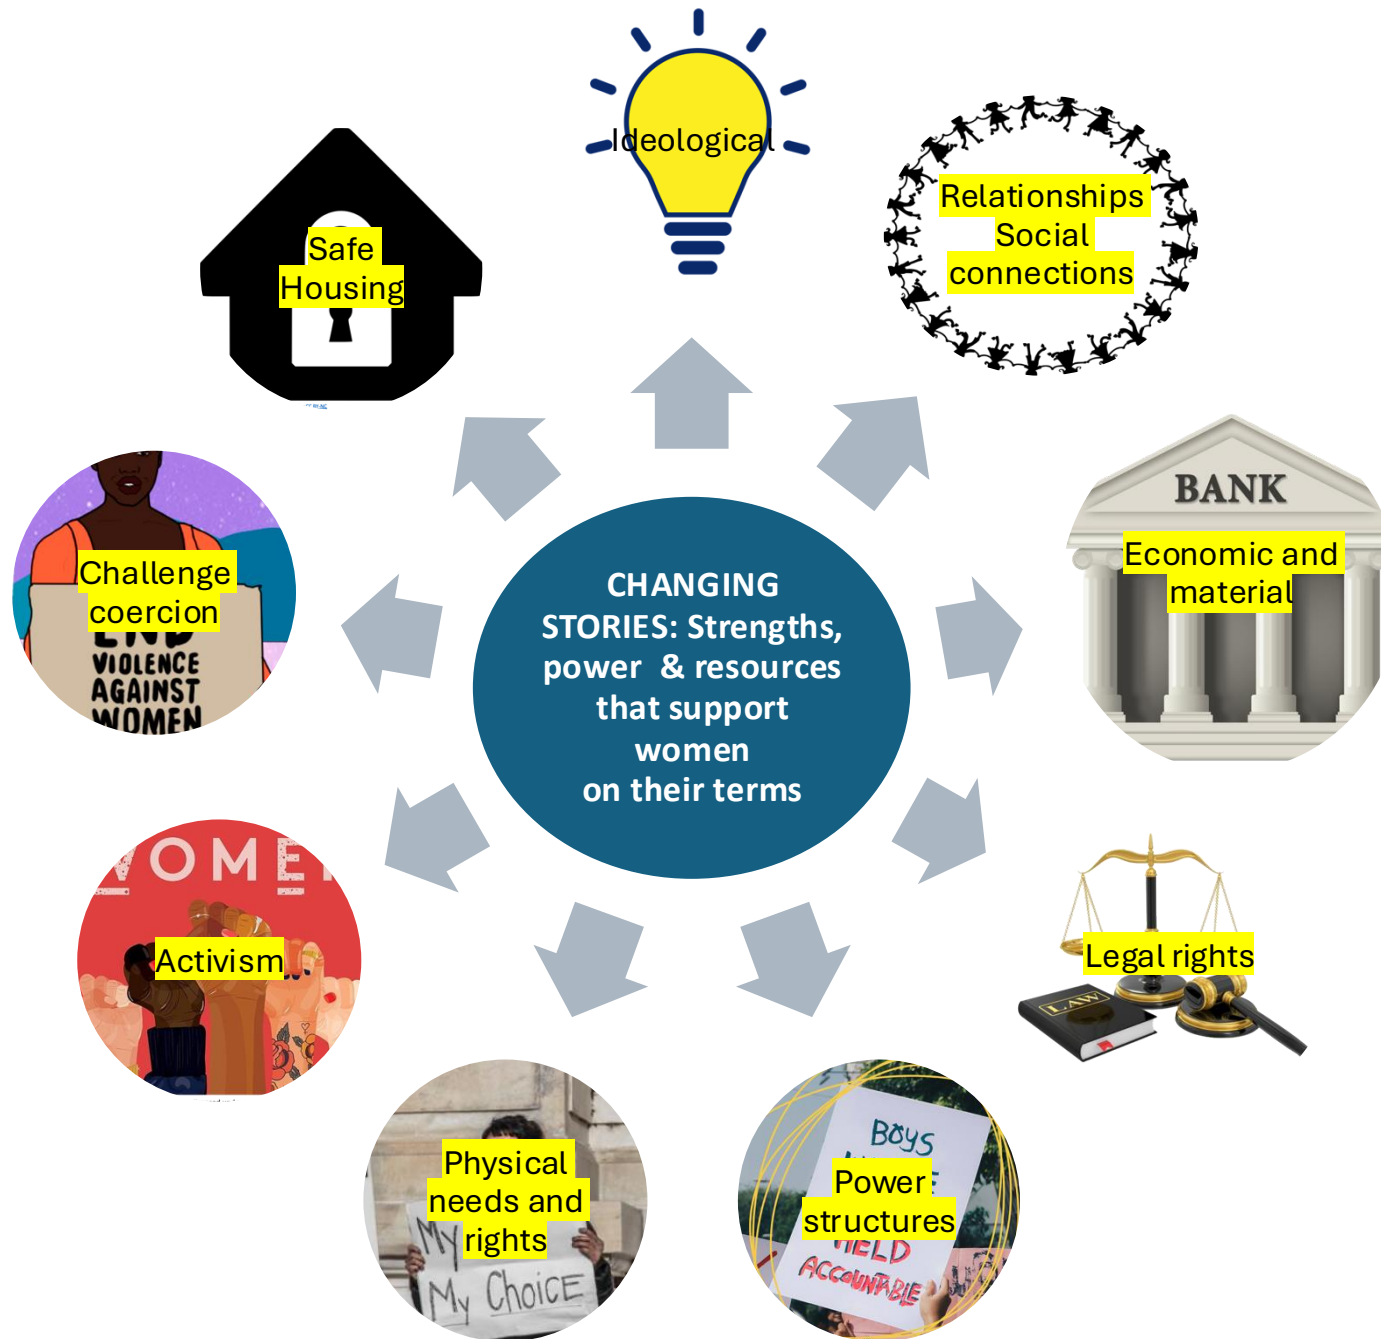 Ideological
Relationships
Social
connections
Safe
Housing
BANK
Economic and
material
Challenge
coercion
END
VIOLENCE
AGAINST
WOMEN
CHANGING
STORIES: Strengths,
power & resources
that support
women
on their terms
Legal rights
LAW
WOMEN
Activism
Physical
needs and
rights
My
My Choice
BOYS
Power
structures
HELD
ACCOUNTABLE